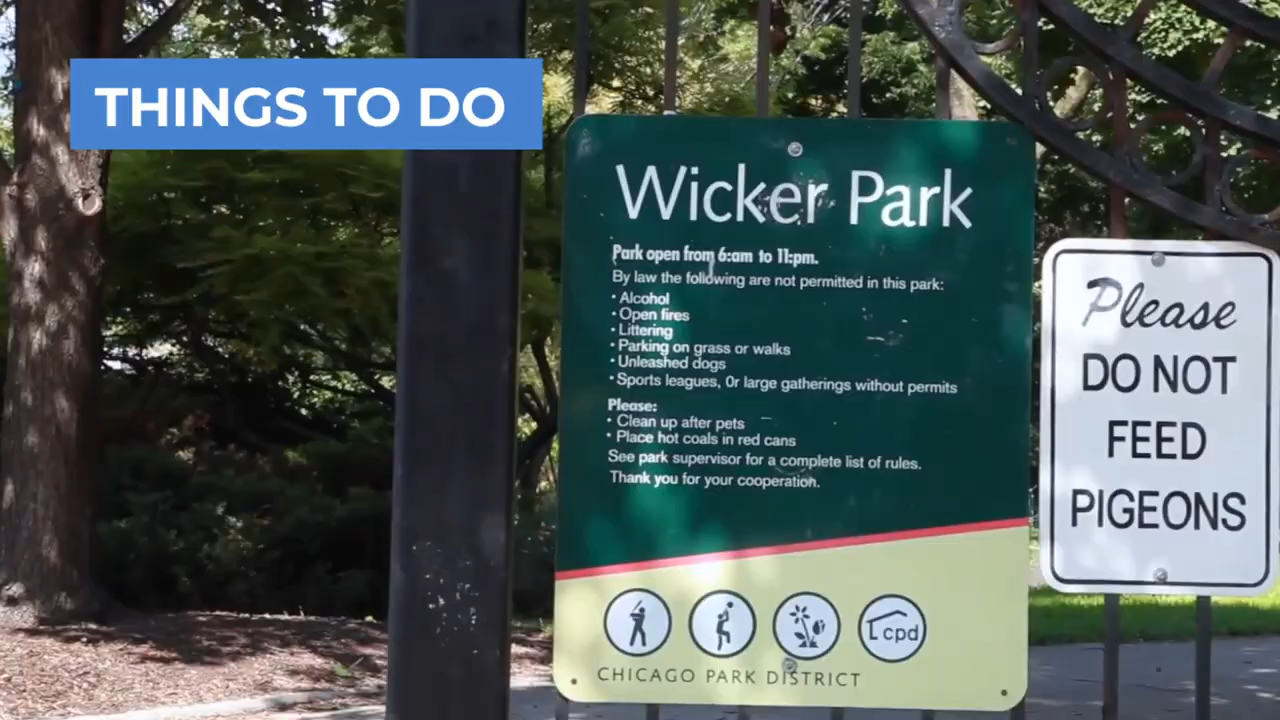 THINGS TO DO
Wicker Park
Park open from 6:am to 11:pm.
By law the following are not permitted in this park:
• Alcohol
• Open fires
• Littering
• Parking on grass or walks
• Unleashed dogs
• Sports leagues, Or large gatherings without permits
Please:
• Clean up after pets
• Place hot coals in red cans
See park supervisor for a complete list of rules.
Thank you for your cooperation.
cpd
CHICAGO PARK DISTRICT
Please
DO NOT
FEED
PIGEONS